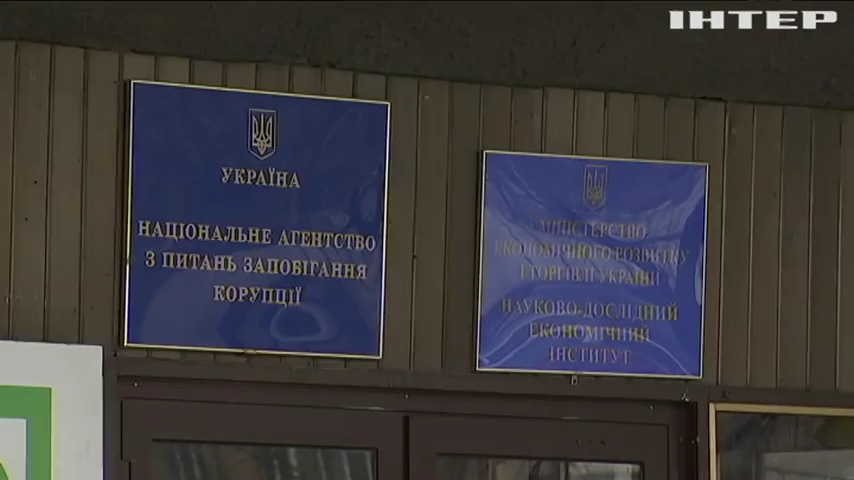 ІНТЕР
УКРАЇНА
НАЦІОНАЛЬНЕ АГЕНТСТВО
З ПИТАНЬ ЗАПОБІГАННЯ
КОРУПЦІЇ
МІНІСТЕРСТВО
ЕКОНОМІЧНОГО РОЗВИТКУ
І ТОРГІВЛІ УКРАЇНИ
НАУКОВО-ДОСЛІДНИЙ
ЕКОНОМІЧНИЙ
ІНСТИТУТ